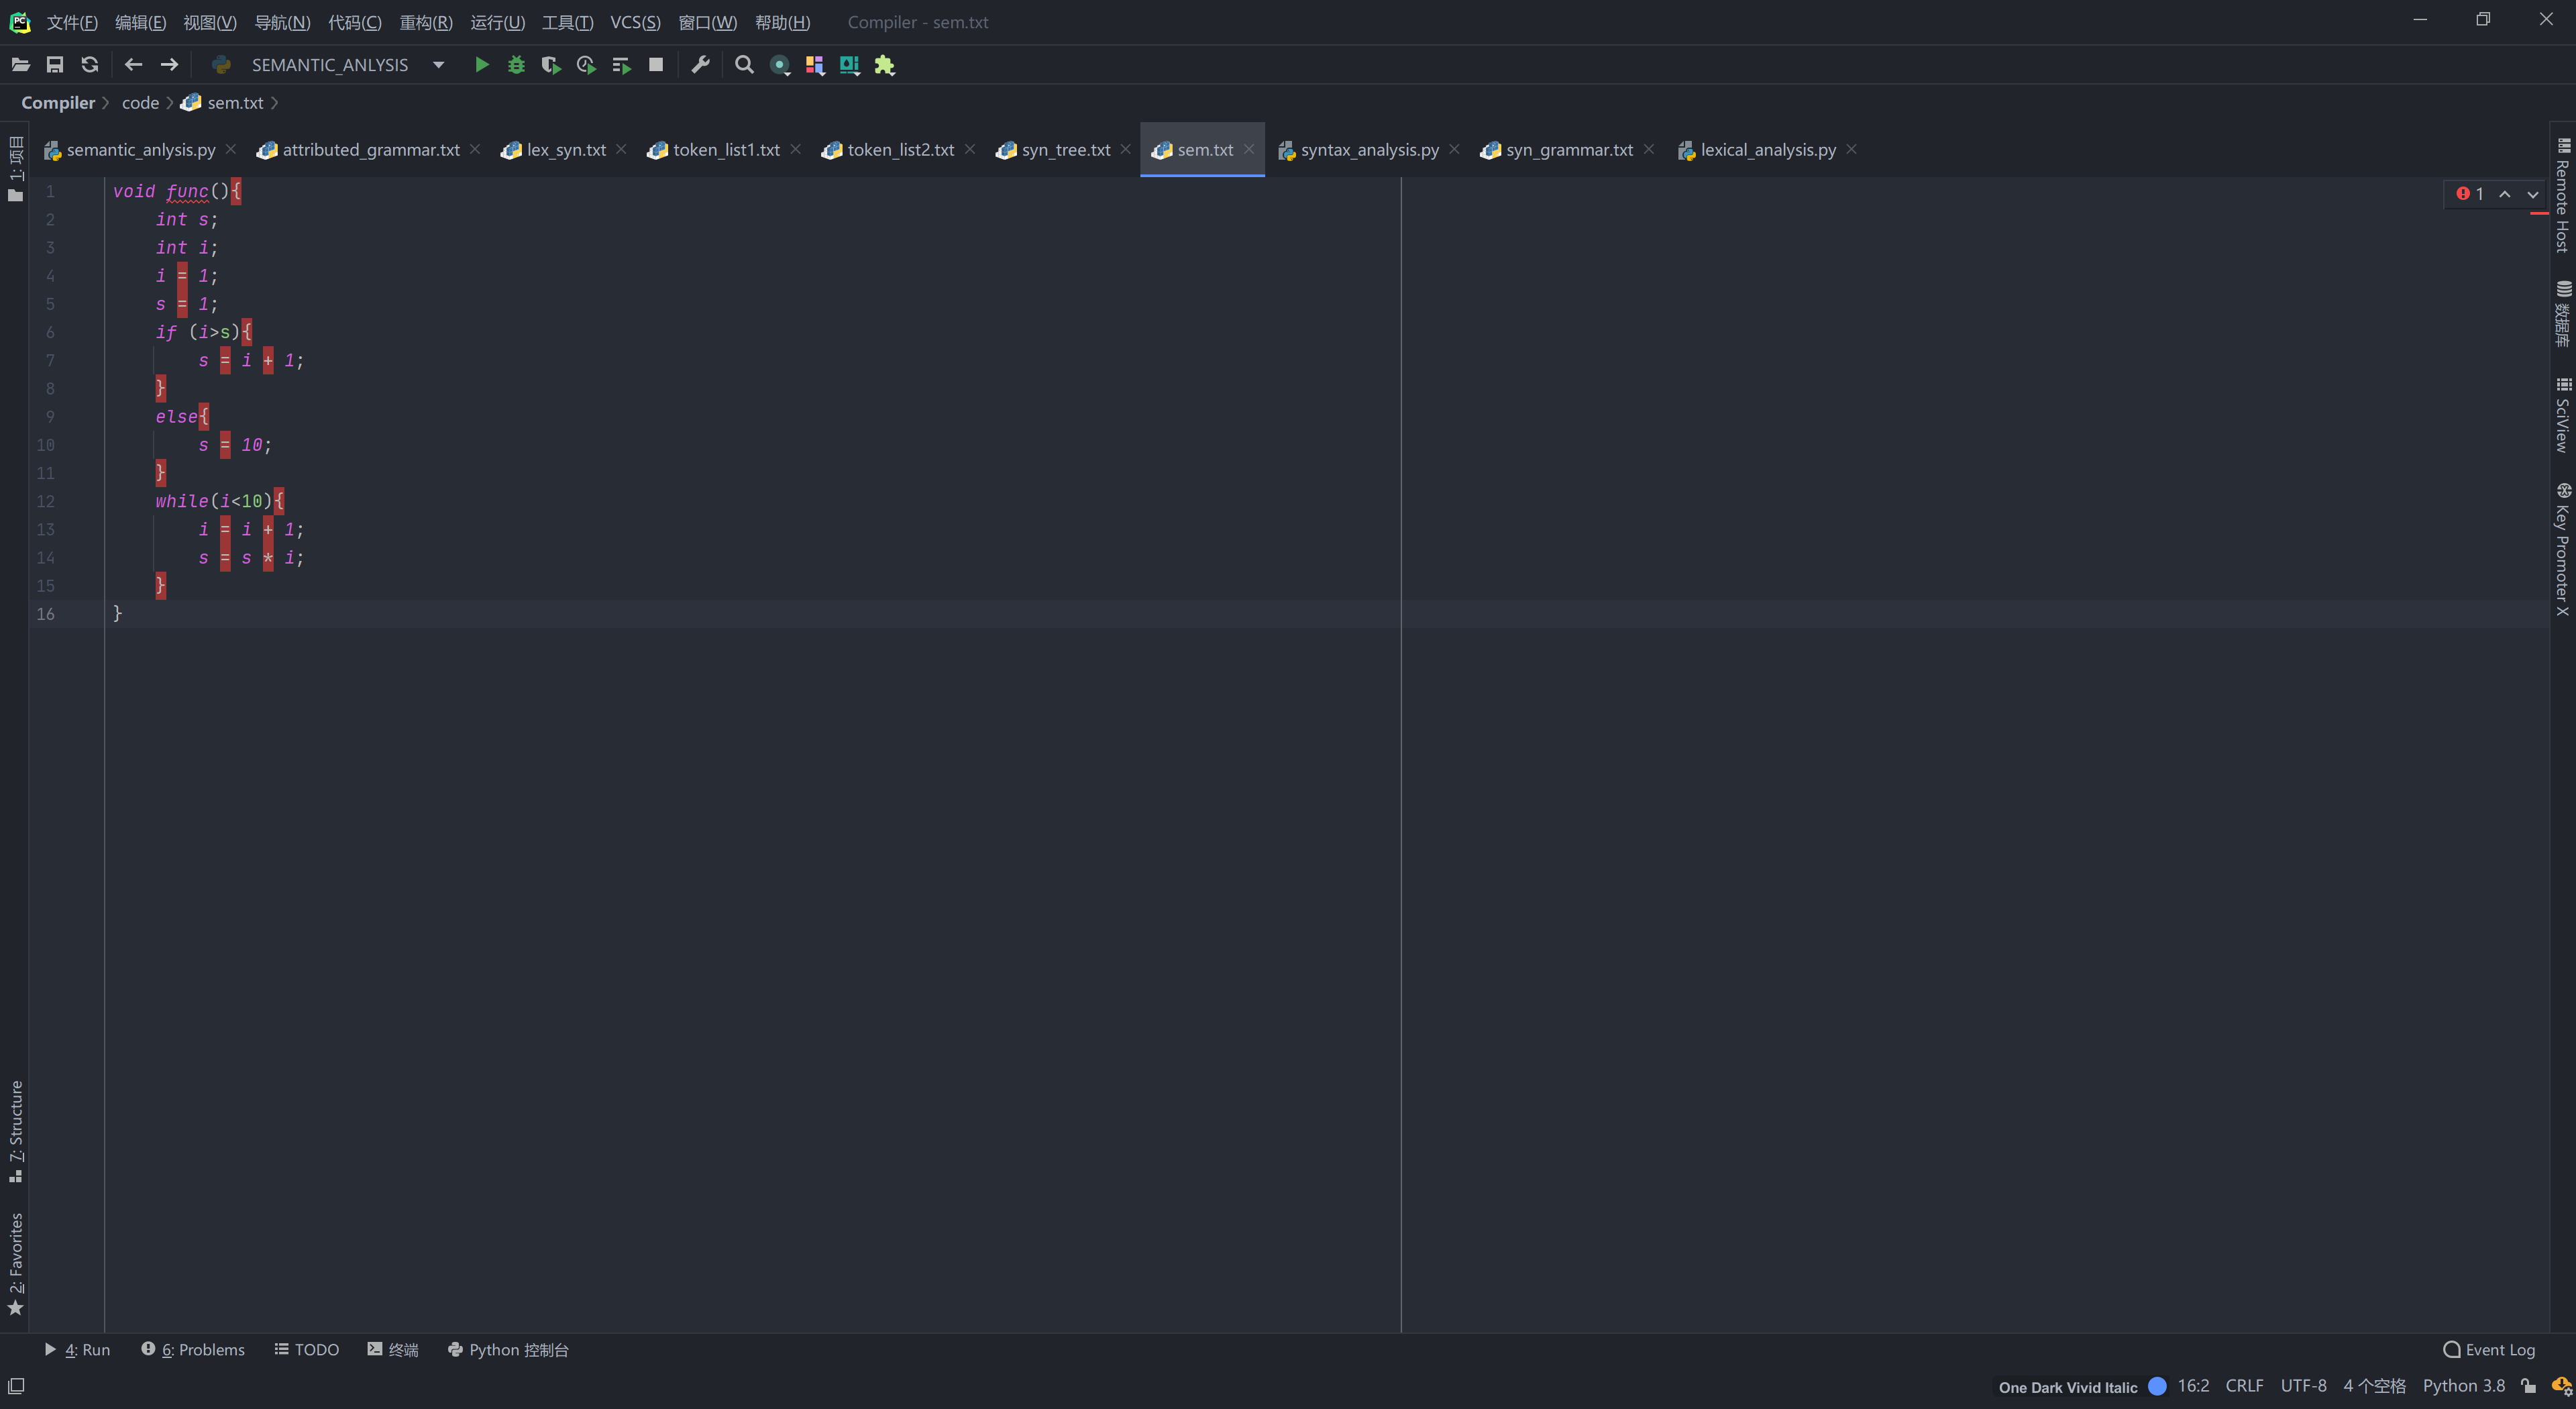 文件(F) 编辑(E) 视图(V) 导航(N) 代码(C) 重构(R) 运行(U) 工具(T) VCS(S) 窗口(W) 帮助(H) Compiler - sem.txt
SEMANTIC_ANLYSIS
Compiler code sem.txt
semantic_anlysis.py attributed_grammar.txt lex_syn.txt token_list1.txt token_list2.txt syn_tree.txt sem.txt syntax_analysis.py syn_grammar.txt lexical_analysis.py
1: 项目
1 void func(){
2 int s;
3 int i;
4 i = 1;
5 s = 1;
6 if (i>s){
7 s = i + 1;
8 }
9 else{
10 s = 10;
11 }
12 while(i<10){
13 i = i + 1;
14 s = s * i;
15 }
16 }
1
Remote Host
数据库
SciView
Key Promoter X
7: Structure
2: Favorites
4: Run 6: Problems TODO 终端 Python 控制台 Event Log
One Dark Vivid Italic 16:2 CRLF UTF-8 4 个空格 Python 3.8